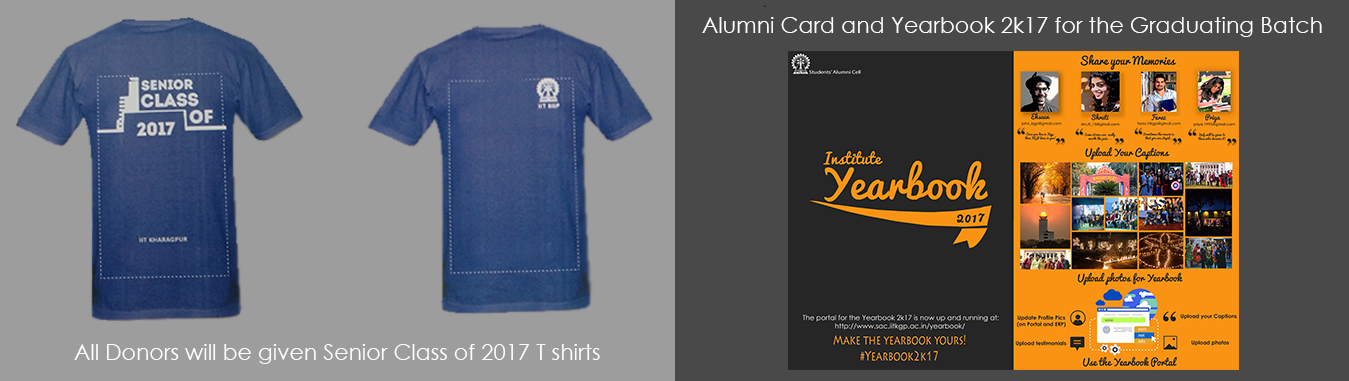 SENIOR
CLASS
OF
2017
IIT KHARAGPUR
IIT KGP
All Donors will be given Senior Class of 2017 T shirts
Alumni Card and Yearbook 2k17 for the Graduating Batch
Students' Alumni Cell
Institute
Yearbook
2017
The portal for the Yearbook 2k17 is now up and running at:
http://www.sac.iitkgp.ac.in/yearbook/
MAKE THE YEARBOOK YOURS!
#YEARBOOK2K17
Share your Memories
Ehsaan
Shruti
Faraz
Priya
Upload Your Captions
Upload photos for Yearbook
Update Profile Pics
(on Portal and ERP)
Upload your Captions
Upload testimonials
Upload photos
Use the Yearbook Portal